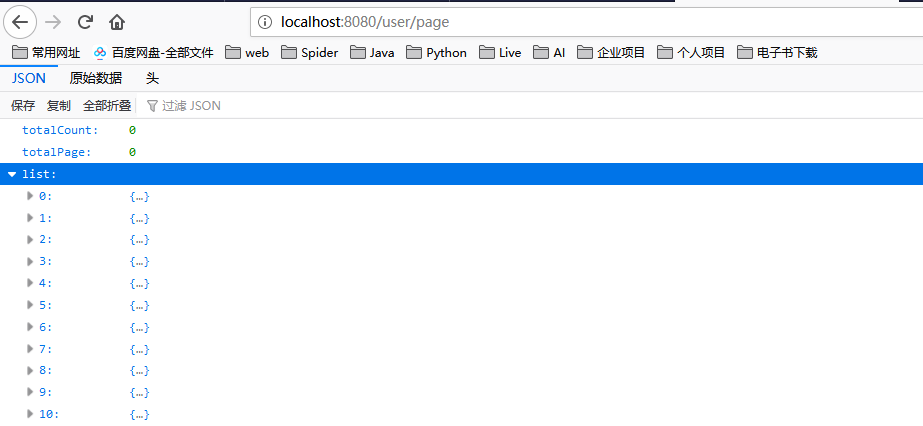 localhost:8080/user/page
常用网址 百度网盘-全部文件 web Spider Java Python Live AI 企业项目 个人项目 电子书下载
JSON 原始数据 头
保存 复制 全部折叠 过滤 JSON
totalCount: 0
totalPage: 0
list:
0: {…}
1: {…}
2: {…}
3: {…}
4: {…}
5: {…}
6: {…}
7: {…}
8: {…}
9: {…}
10: {…}